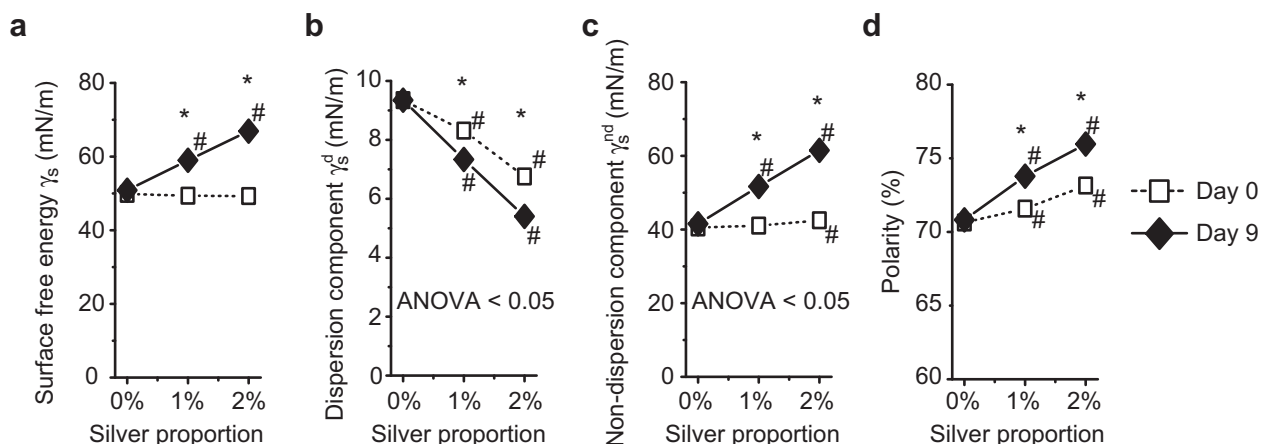 a
Surface free energy γs (mN/m)
80
60
40
20
0
* *
# #
0% 1% 2%
Silver proportion
b
Dispersion component γs^d (mN/m)
10
8
6
4
2
0
* *
# #
# #
ANOVA < 0.05
0% 1% 2%
Silver proportion
c
Non-dispersion component γs^nd (mN/m)
80
60
40
20
0
* *
# #
#
ANOVA < 0.05
0% 1% 2%
Silver proportion
d
Polarity (%)
80
75
70
65
60
* *
# #
# #
0% 1% 2%
Silver proportion
Day 0
Day 9